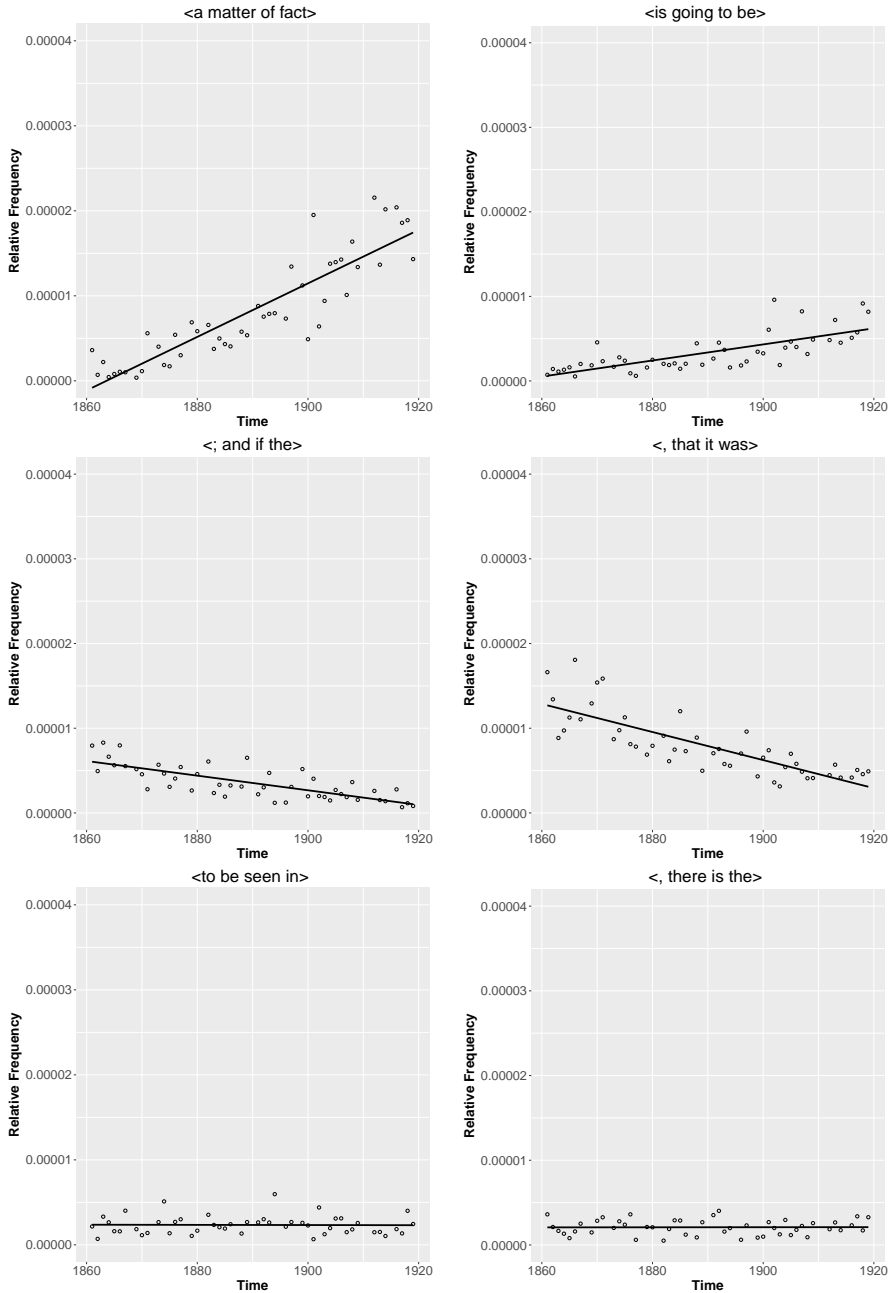 <a matter of fact>
0.00004
0.00003
0.00002
0.00001
0.00000
Relative Frequency
1860 1880 1900 1920
Time
<is going to be>
0.00004
0.00003
0.00002
0.00001
0.00000
Relative Frequency
1860 1880 1900 1920
Time
<; and if the>
0.00004
0.00003
0.00002
0.00001
0.00000
Relative Frequency
1860 1880 1900 1920
Time
<, that it was>
0.00004
0.00003
0.00002
0.00001
0.00000
Relative Frequency
1860 1880 1900 1920
Time
<to be seen in>
0.00004
0.00003
0.00002
0.00001
0.00000
Relative Frequency
1860 1880 1900 1920
Time
<, there is the>
0.00004
0.00003
0.00002
0.00001
0.00000
Relative Frequency
1860 1880 1900 1920
Time